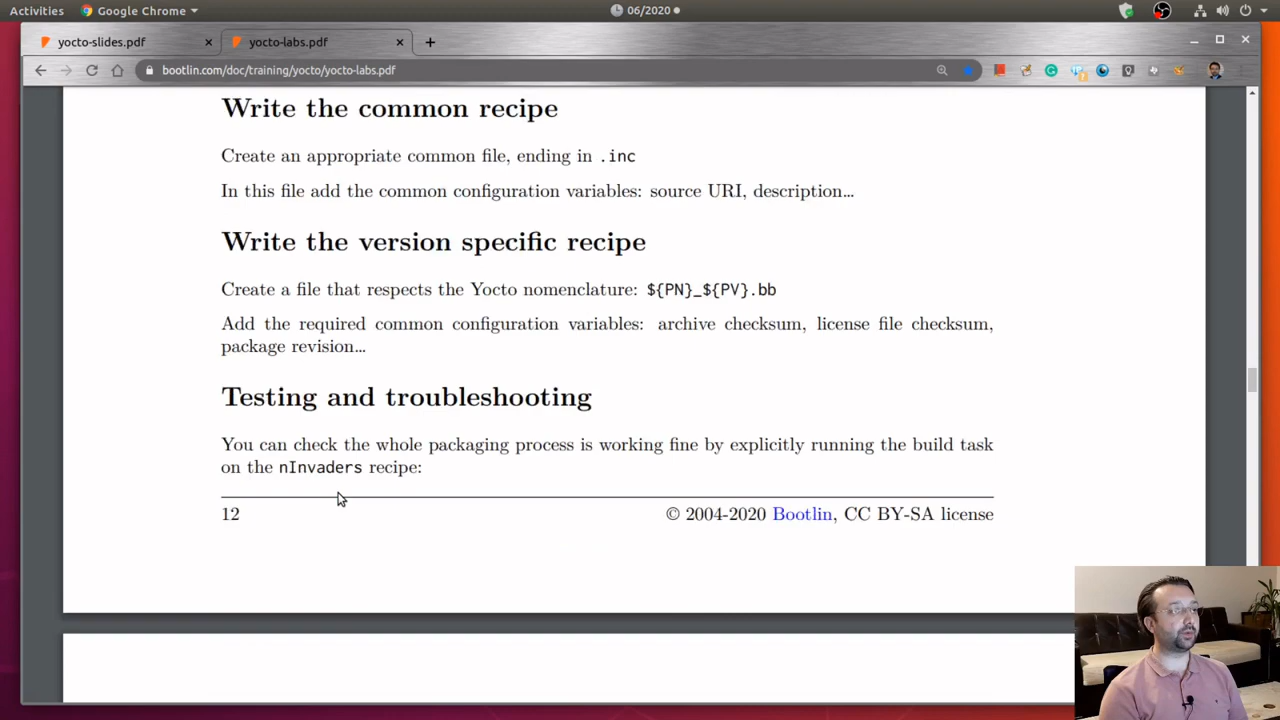 Activities Google Chrome 06/2020
yocto-slides.pdf yocto-labs.pdf
bootlin.com/doc/training/yocto/yocto-labs.pdf
Write the common recipe
Create an appropriate common file, ending in .inc
In this file add the common configuration variables: source URI, description…
Write the version specific recipe
Create a file that respects the Yocto nomenclature: ${PN}_${PV}.bb
Add the required common configuration variables: archive checksum, license file checksum,
package revision…
Testing and troubleshooting
You can check the whole packaging process is working fine by explicitly running the build task
on the nInvaders recipe:
12 © 2004-2020 Bootlin, CC BY-SA license